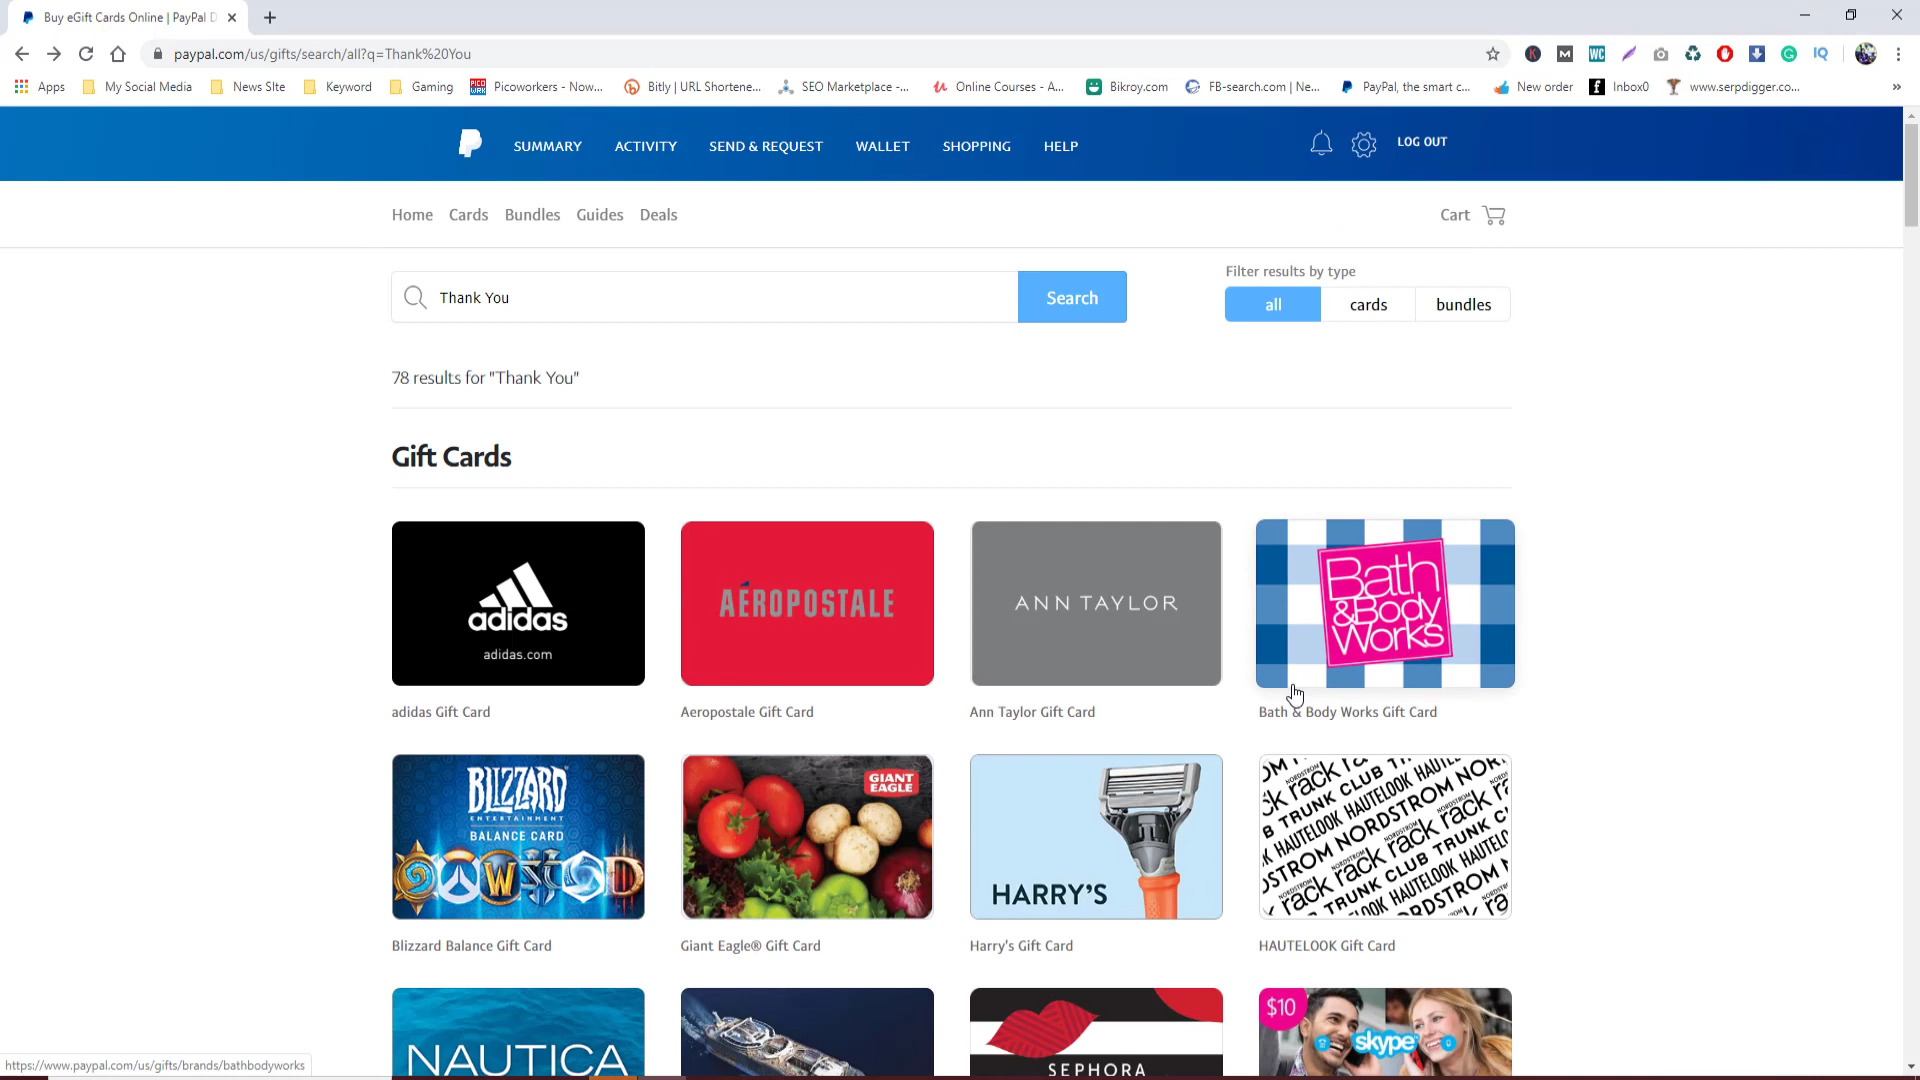 Buy eGift Cards Online | PayPal D
paypal.com/us/gifts/search/all?q=Thank%20You
Apps My Social Media News SIte Keyword Gaming Picoworkers - Now... Bitly | URL Shortene... SEO Marketplace -... Online Courses - A... Bikroy.com FB-search.com | Ne... PayPal, the smart c... New order Inbox0 www.serpdigger.co... »
SUMMARY ACTIVITY SEND & REQUEST WALLET SHOPPING HELP LOG OUT
Home Cards Bundles Guides Deals Cart
Filter results by type
Thank You Search all cards bundles
78 results for "Thank You"
Gift Cards
adidas
adidas.com
AÉROPOSTALE
ANN TAYLOR
Bath
&Body
Works
adidas Gift Card Aeropostale Gift Card Ann Taylor Gift Card Bath & Body Works Gift Card
BLIZZARD
ENTERTAINMENT
BALANCE CARD
GIANT
EAGLE
HARRY'S
NORDSTROM rack HAUTELOOK TRUNK CLUB
Blizzard Balance Gift Card Giant Eagle® Gift Card Harry's Gift Card HAUTELOOK Gift Card
NAUTICA
SEPHORA
$10
skype
https://www.paypal.com/us/gifts/brands/bathbodyworks